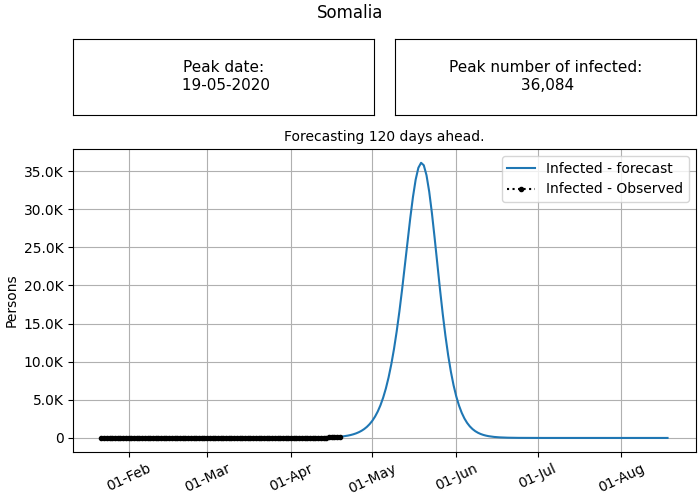 Somalia
Peak date:
19-05-2020
Peak number of infected:
36,084
Forecasting 120 days ahead.
Infected - forecast
Infected - Observed
Persons
35.0K
30.0K
25.0K
20.0K
15.0K
10.0K
5.0K
0
01-Feb
01-Mar
01-Apr
01-May
01-Jun
01-Jul
01-Aug